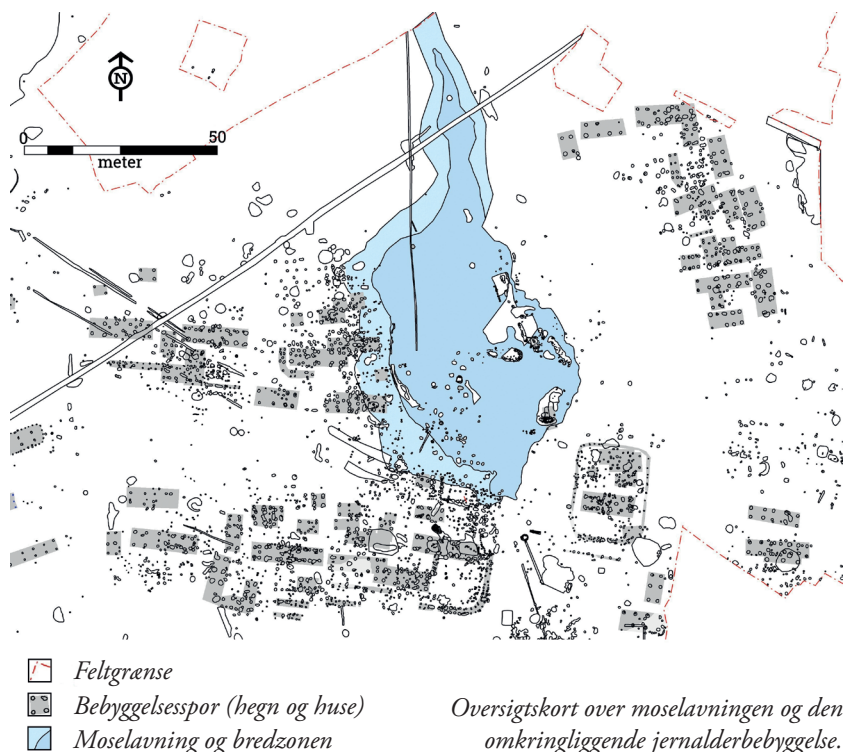 N
0 50
meter
Feltgrænse
Bebyggelsesspor (hegn og huse)
Moselavning og bredzonen
Oversigtskort over moselavningen og den
omkringliggende jernalderbebyggelse.